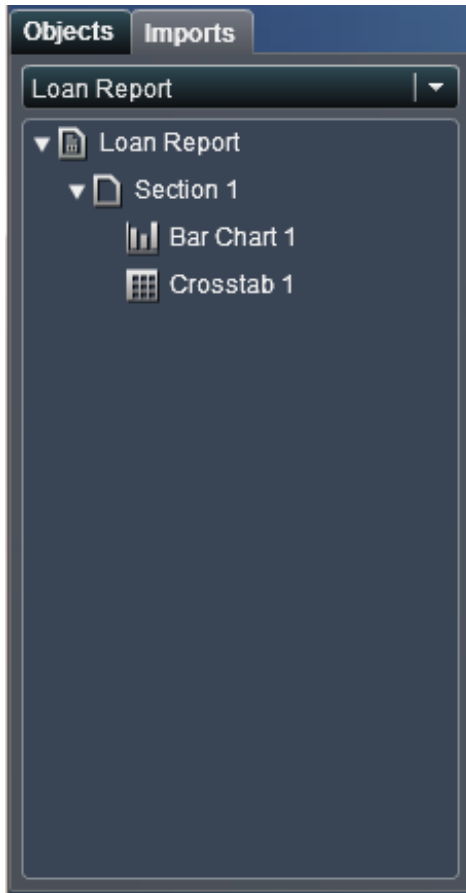 Objects Imports
Loan Report
Loan Report
Section 1
Bar Chart 1
Crosstab 1